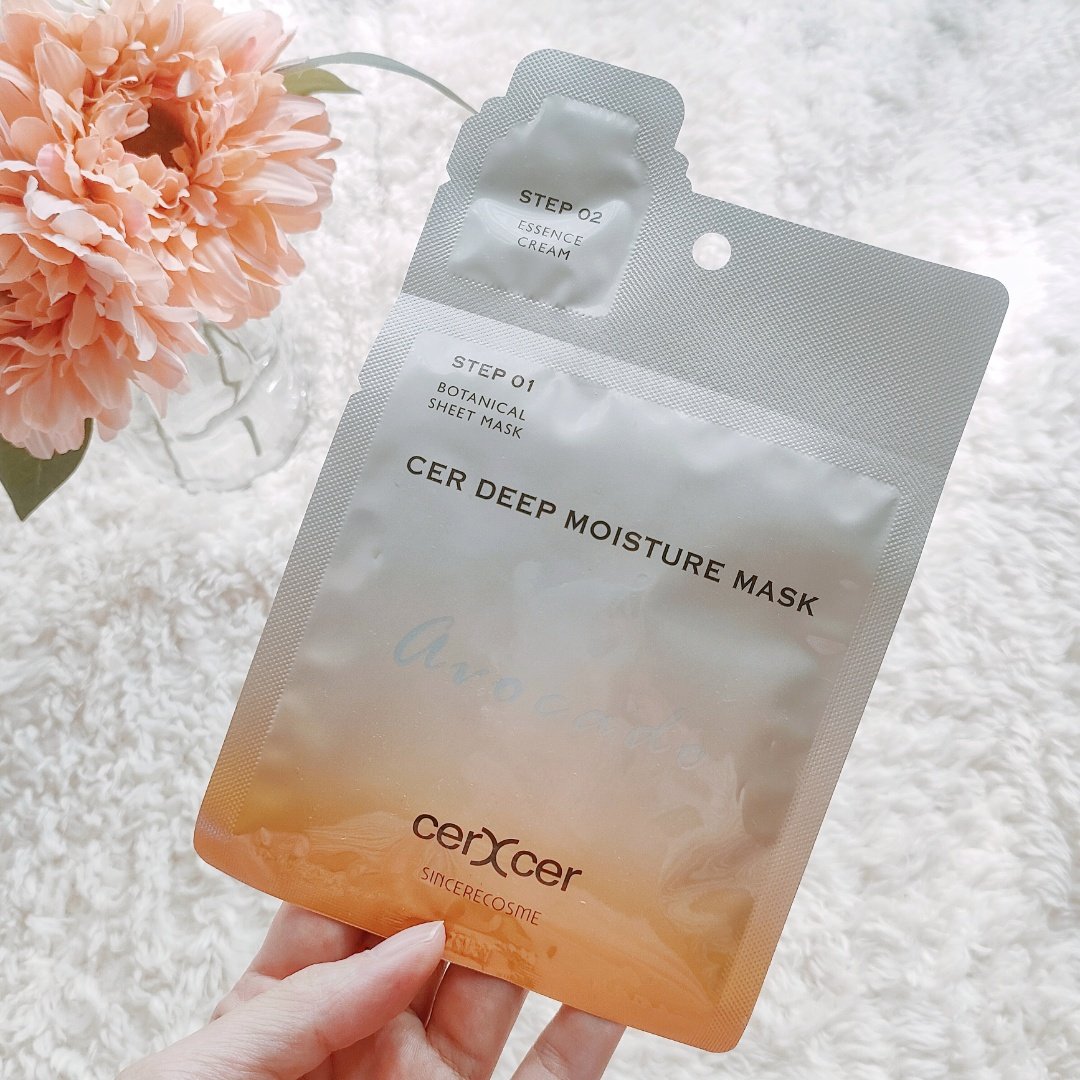 STEP 02
ESSENCE
CREAM
STEP 01
BOTANICAL
SHEET MASK
CER DEEP MOISTURE MASK
Avocado
cerXcer
SINCERECOSME